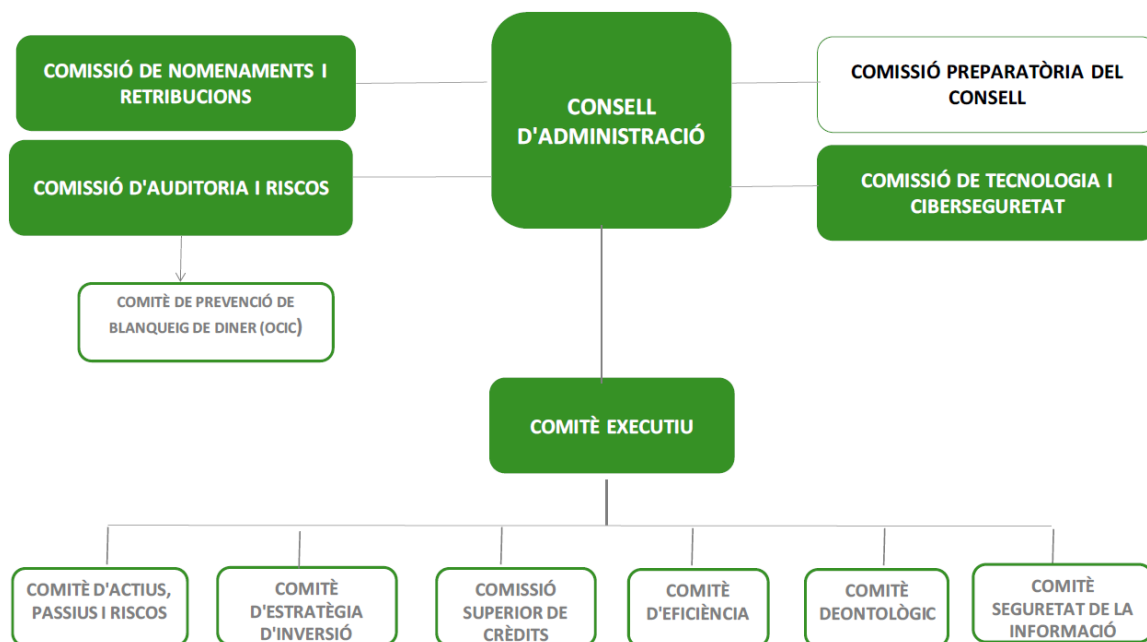 COMISSIÓ DE NOMENAMENTS I
RETRIBUCIONS
CONSELL
D'ADMINISTRACIÓ
COMISSIÓ PREPARATÒRIA DEL
CONSELL
COMISSIÓ D'AUDITORIA I RISCOS
COMISSIÓ DE TECNOLOGIA I
CIBERSEGURETAT
COMITÈ DE PREVENCIÓ DE
BLANQUEIG DE DINER (OCIC)
COMITÈ EXECUTIU
COMITÈ D'ACTIUS,
PASSIUS I RISCOS
COMITÈ
D'ESTRATÈGIA
D'INVERSIÓ
COMISSIÓ
SUPERIOR DE
CRÈDITS
COMITÈ
D'EFICIÈNCIA
COMITÈ
DEONTOLÒGIC
COMITÈ
SEGURETAT DE LA
INFORMACIÓ